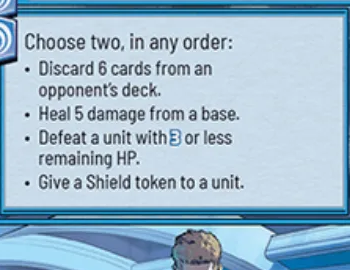 Choose two, in any order:
• Discard 6 cards from an
opponent's deck.
• Heal 5 damage from a base.
• Defeat a unit with 3 or less
remaining HP.
• Give a Shield token to a unit.